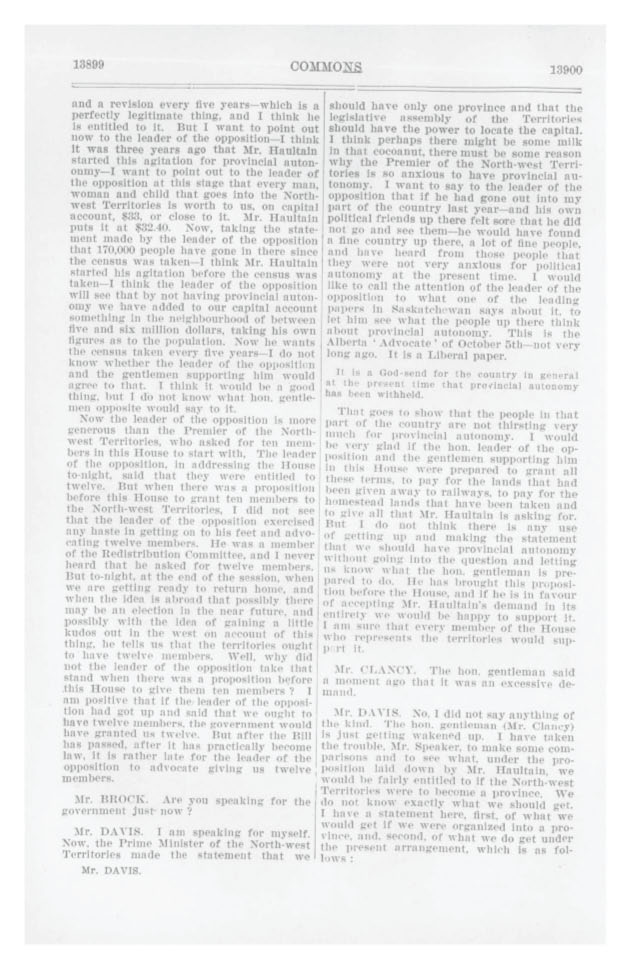 13899
COMMONS
13900
and a revision every five years—which is a
perfectly legitimate thing, and I think he
is entitled to it. But I want to point out
now to the leader of the opposition—I think
it was three years ago that Mr. Haultain
started this agitation for provincial auton-
onmy—I want to point out to the leader of
the opposition at this stage that every man,
woman and child that goes into the North-
west Territories is worth to us, on capital
account, $33, or close to it. Mr. Haultain
puts it at $32.40. Now, taking the state-
ment made by the leader of the opposition
that 170,000 people have gone in there since
the census was taken—I think Mr. Haultain
started his agitation before the census was
taken—I think the leader of the opposition
will see that by not having provincial auton-
omy we have added to our capital account
something in the neighbourhood of between
five and six million dollars, taking his own
figures as to the population. Now he wants
the census taken every five years—I do not
know whether the leader of the opposition
and the gentlemen supporting him would
agree to that. I think it would be a good
thing, but I do not know what hon. gentle-
men opposite would say to it.
Now the leader of the opposition is more
generous than the Premier of the North-
west Territories, who asked for ten mem-
bers in this House to start with. The leader
of the opposition, in addressing the House
to-night, said that they were entitled to
twelve. But when there was a proposition
before this House to grant ten members to
the North-west Territories, I did not see
that the leader of the opposition exercised
any haste in getting on to his feet and advo-
cating twelve members. He was a member
of the Redistribution Committee, and I never
heard that he asked for twelve members.
But to-night, at the end of the session, when
we are getting ready to return home, and
when the idea is abroad that possibly there
may be an election in the near future, and
possibly with the idea of gaining a little
kudos out in the west on account of this
thing, he tells us that the territories ought
to have twelve members. Well, why did
not the leader of the opposition take that
stand when there was a proposition before
this House to give them ten members ? I
am positive that if the leader of the opposi-
tion had got up and said that we ought to
have twelve members, the government would
have granted us twelve. But after the Bill
has passed, after it has practically become
law, it is rather late for the leader of the
opposition to advocate giving us twelve
members.
Mr. BROCK. Are you speaking for the
government just now ?
Mr. DAVIS. I am speaking for myself.
Now, the Prime Minister of the North-west
Territories made the statement that we
Mr. DAVIS.
should have only one province and that the
legislative assembly of the Territories
should have the power to locate the capital.
I think perhaps there might be some milk
in that cocoanut, there must be some reason
why the Premier of the North-west Terri-
tories is so anxious to have provincial au-
tonomy. I want to say to the leader of the
opposition that if he had gone out into my
part of the country last year—and his own
political friends up there felt sore that he did
not go and see them—he would have found
a fine country up there, a lot of fine people,
and have heard from those people that
they were not very anxious for political
autonomy at the present time. I would
like to call the attention of the leader of the
opposition to what one of the leading
papers in Saskatchewan says about it, to
let him see what the people up there think
about provincial autonomy. This is the
Alberta ' Advocate ' of October 5th—not very
long ago. It is a Liberal paper.
It is a God-send for the country in general
at the present time that provincial autonomy
has been withheld.
That goes to show that the people in that
part of the country are not thirsting very
much for provincial autonomy. I would
be very glad if the hon. leader of the op-
position and the gentlemen supporting him
in this House were prepared to grant all
these terms, to pay for the lands that had
been given away to railways, to pay for the
homestead lands that have been taken and
to give all that Mr. Haultain is asking for.
But I do not think there is any use
of getting up and making the statement
that we should have provincial autonomy
without going into the question and letting
us know what the hon. gentleman is pre-
pared to do. He has brought this proposi-
tion before the House, and if he is in favour
of accepting Mr. Haultain's demand in its
entirety we would be happy to support it.
I am sure that every member of the House
who represents the territories would sup-
port it.
Mr. CLANCY. The hon. gentleman said
a moment ago that it was an excessive de-
mand.
Mr. DAVIS. No, I did not say anything of
the kind. The hon. gentleman (Mr. Clancy)
is just getting wakened up. I have taken
the trouble, Mr. Speaker, to make some com-
parisons and to see what, under the pro-
position laid down by Mr. Haultain, we
would be fairly entitled to if the North-west
Territories were to become a province. We
do not know exactly what we should get.
I have a statement here, first, of what we
would get if we were organized into a pro-
vince, and, second, of what we do get under
the present arrangement, which is as fol-
lows :